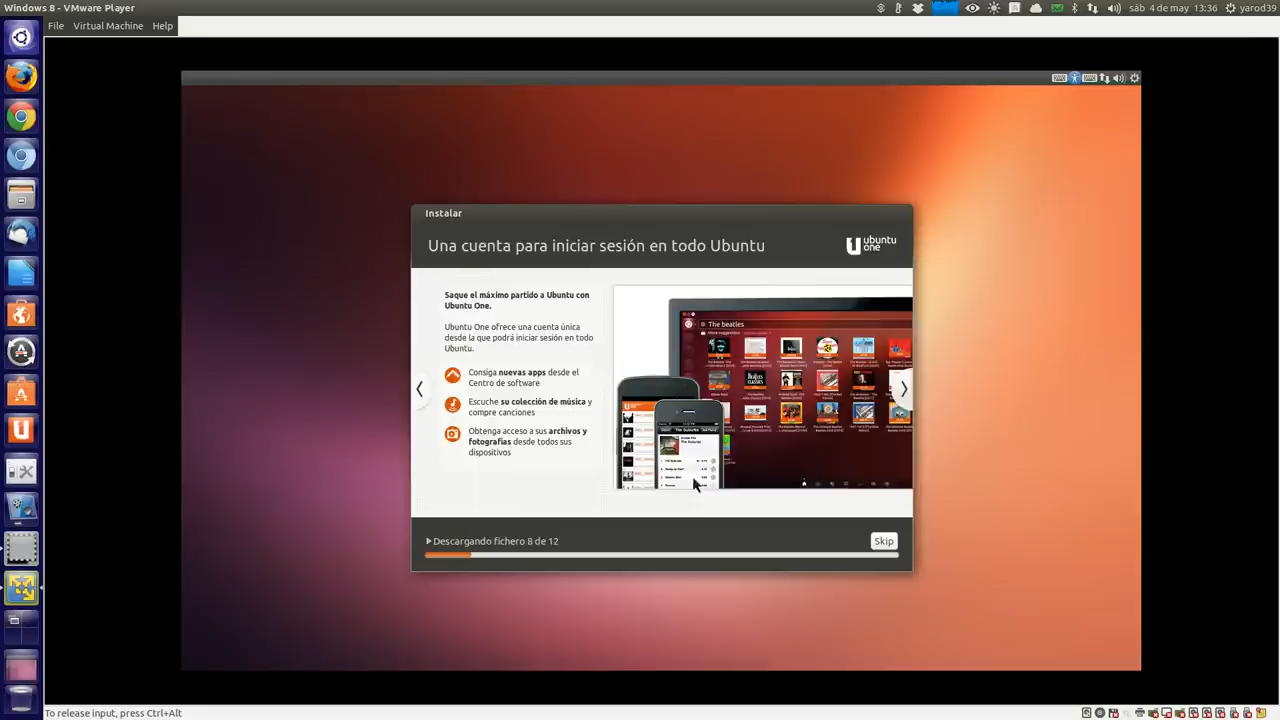 Windows 8 - VMware Player
sáb 4 de may 13:36 yarod39
File Virtual Machine Help
Instalar
Una cuenta para iniciar sesión en todo Ubuntu
ubuntu one
Saque el máximo partido a Ubuntu con
Ubuntu One.
Ubuntu One ofrece una cuenta única
desde la que podrá iniciar sesión en todo
Ubuntu.
Consiga nuevas apps desde el
Centro de software
Escuche su colección de música y
compre canciones
Obtenga acceso a sus archivos y
fotografías desde todos sus
dispositivos
The beatles
The Suburbs
Descargando fichero 8 de 12
Skip
To release input, press Ctrl+Alt